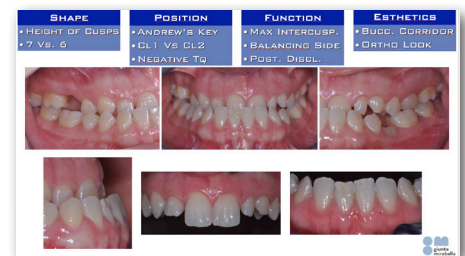 SHAPE
• HEIGHT OF CUSPS
• 7 VS. 6
POSITION
• ANDREW'S KEY
• CL1 VS CL2
• NEGATIVE TQ
FUNCTION
• MAX INTERCUSP.
• BALANCING SIDE
• POST. DISCL.
ESTHETICS
• BUCC. CORRIDOR
• ORTHO LOOK
giunta
mirabella